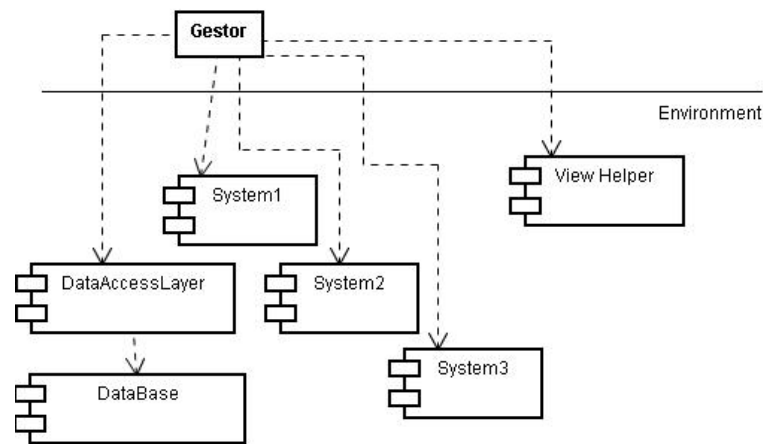 Gestor
Environment
View Helper
System1
DataAccessLayer
System2
System3
DataBase